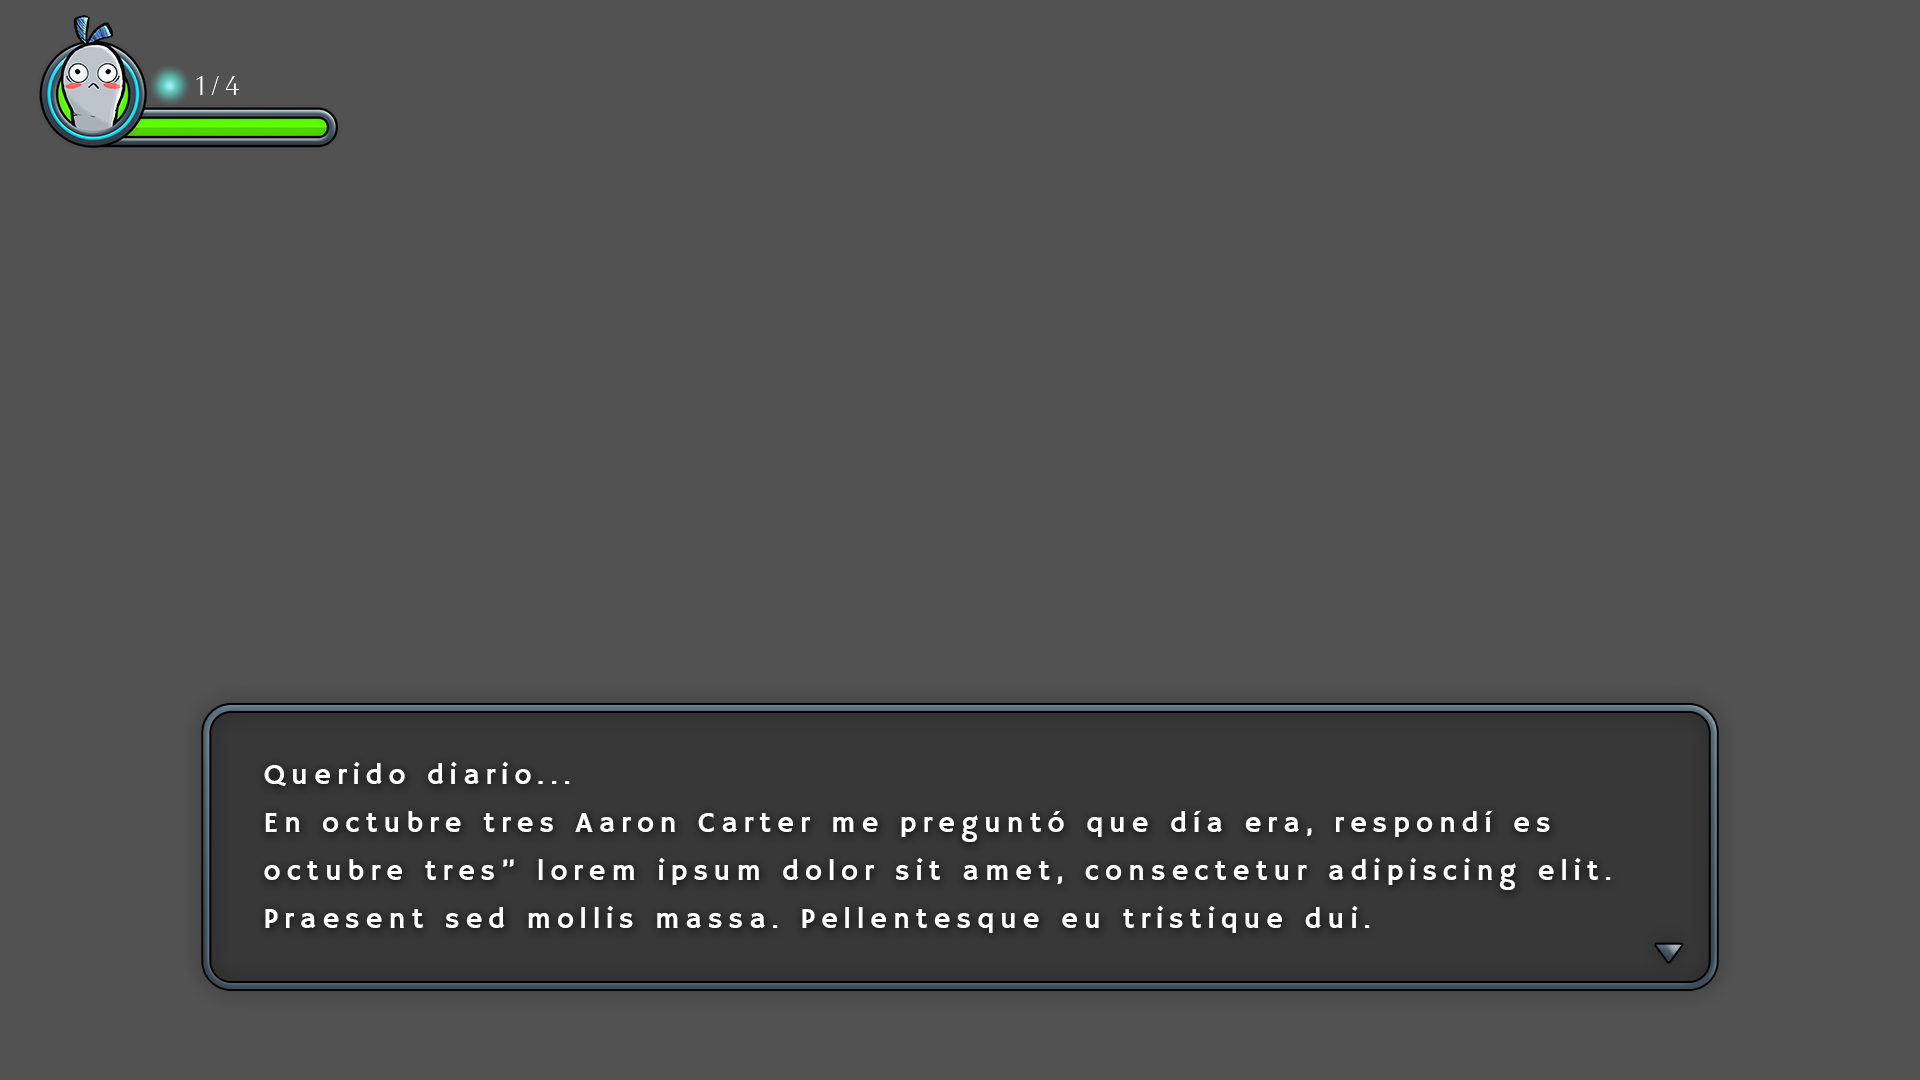 1/4
Querido diario...
En octubre tres Aaron Carter me preguntó que día era, respondí es
octubre tres” lorem ipsum dolor sit amet, consectetur adipiscing elit.
Praesent sed mollis massa. Pellentesque eu tristique dui.